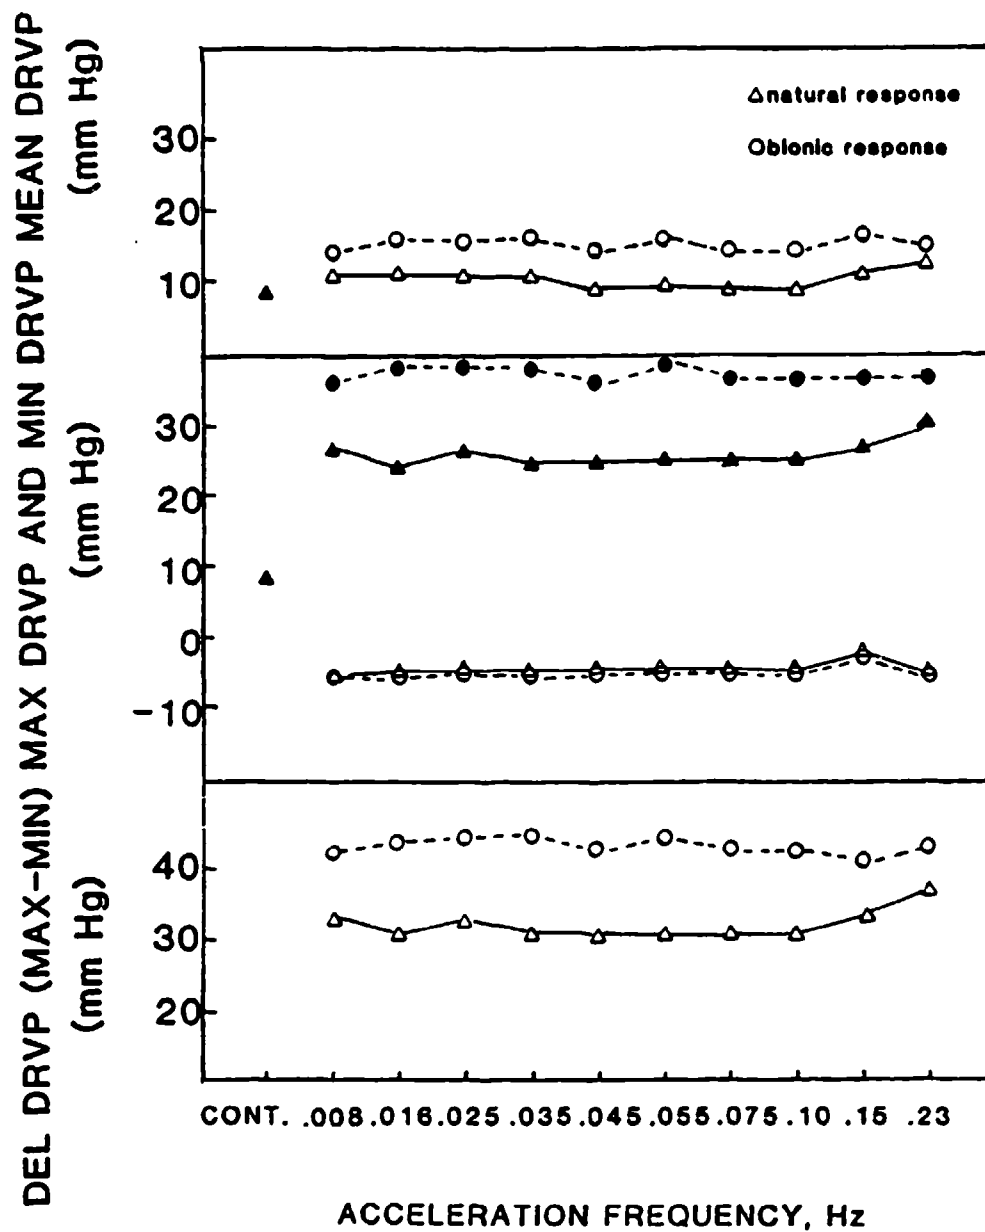 DEL DRVP (MAX-MIN) MAX DRVP AND MIN DRVP MEAN DRVP
(mm Hg) (mm Hg) (mm Hg)
△natural response
Obionic response
30
20
10
30
20
10
0
-10
40
30
20
CONT. .008 .016 .025 .035 .045 .055 .075 .10 .15 .23
ACCELERATION FREQUENCY, Hz